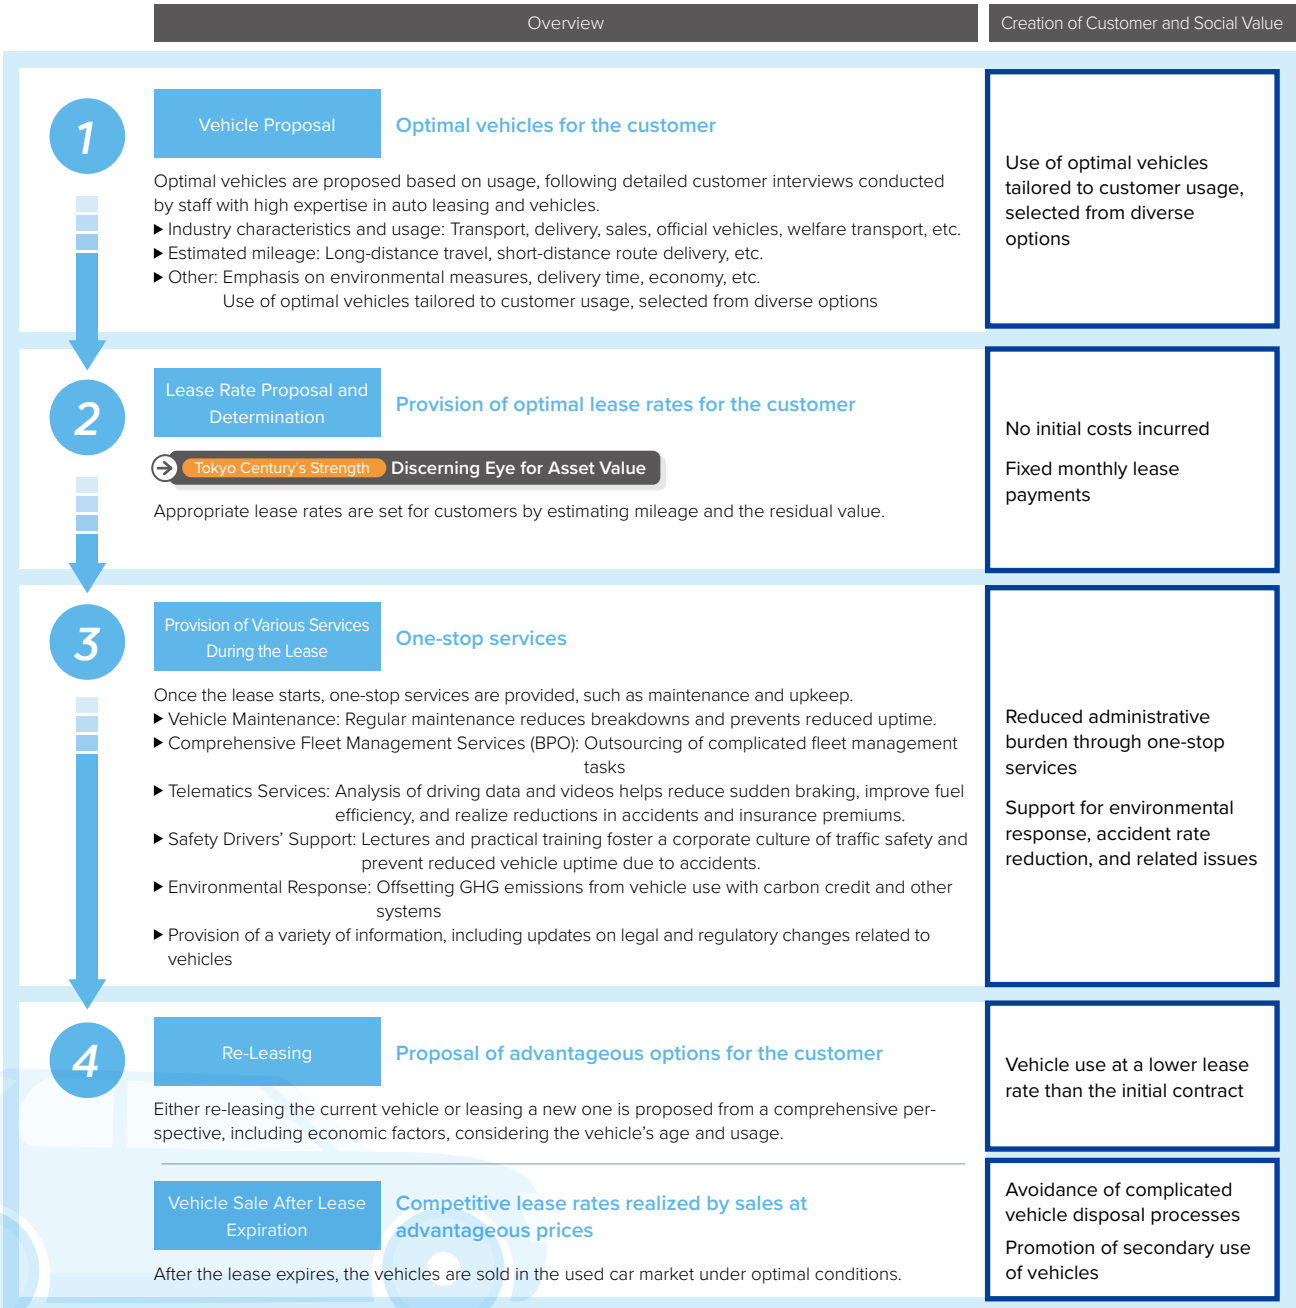 Overview
Creation of Customer and Social Value
1
Vehicle Proposal
Optimal vehicles for the customer
Optimal vehicles are proposed based on usage, following detailed customer interviews conducted
by staff with high expertise in auto leasing and vehicles.
▶ Industry characteristics and usage: Transport, delivery, sales, official vehicles, welfare transport, etc.
▶ Estimated mileage: Long-distance travel, short-distance route delivery, etc.
▶ Other: Emphasis on environmental measures, delivery time, economy, etc.
Use of optimal vehicles tailored to customer usage, selected from diverse options
Use of optimal vehicles
tailored to customer usage,
selected from diverse
options
2
Lease Rate Proposal and
Determination
Provision of optimal lease rates for the customer
Tokyo Century's Strength Discerning Eye for Asset Value
Appropriate lease rates are set for customers by estimating mileage and the residual value.
No initial costs incurred
Fixed monthly lease
payments
3
Provision of Various Services
During the Lease
One-stop services
Once the lease starts, one-stop services are provided, such as maintenance and upkeep.
▶ Vehicle Maintenance: Regular maintenance reduces breakdowns and prevents reduced uptime.
▶ Comprehensive Fleet Management Services (BPO): Outsourcing of complicated fleet management
tasks
▶ Telematics Services: Analysis of driving data and videos helps reduce sudden braking, improve fuel
efficiency, and realize reductions in accidents and insurance premiums.
▶ Safety Drivers' Support: Lectures and practical training foster a corporate culture of traffic safety and
prevent reduced vehicle uptime due to accidents.
▶ Environmental Response: Offsetting GHG emissions from vehicle use with carbon credit and other
systems
▶ Provision of a variety of information, including updates on legal and regulatory changes related to
vehicles
Reduced administrative
burden through one-stop
services
Support for environmental
response, accident rate
reduction, and related issues
4
Re-Leasing
Proposal of advantageous options for the customer
Either re-leasing the current vehicle or leasing a new one is proposed from a comprehensive per-
spective, including economic factors, considering the vehicle's age and usage.
Vehicle use at a lower lease
rate than the initial contract
Vehicle Sale After Lease
Expiration
Competitive lease rates realized by sales at
advantageous prices
After the lease expires, the vehicles are sold in the used car market under optimal conditions.
Avoidance of complicated
vehicle disposal processes
Promotion of secondary use
of vehicles